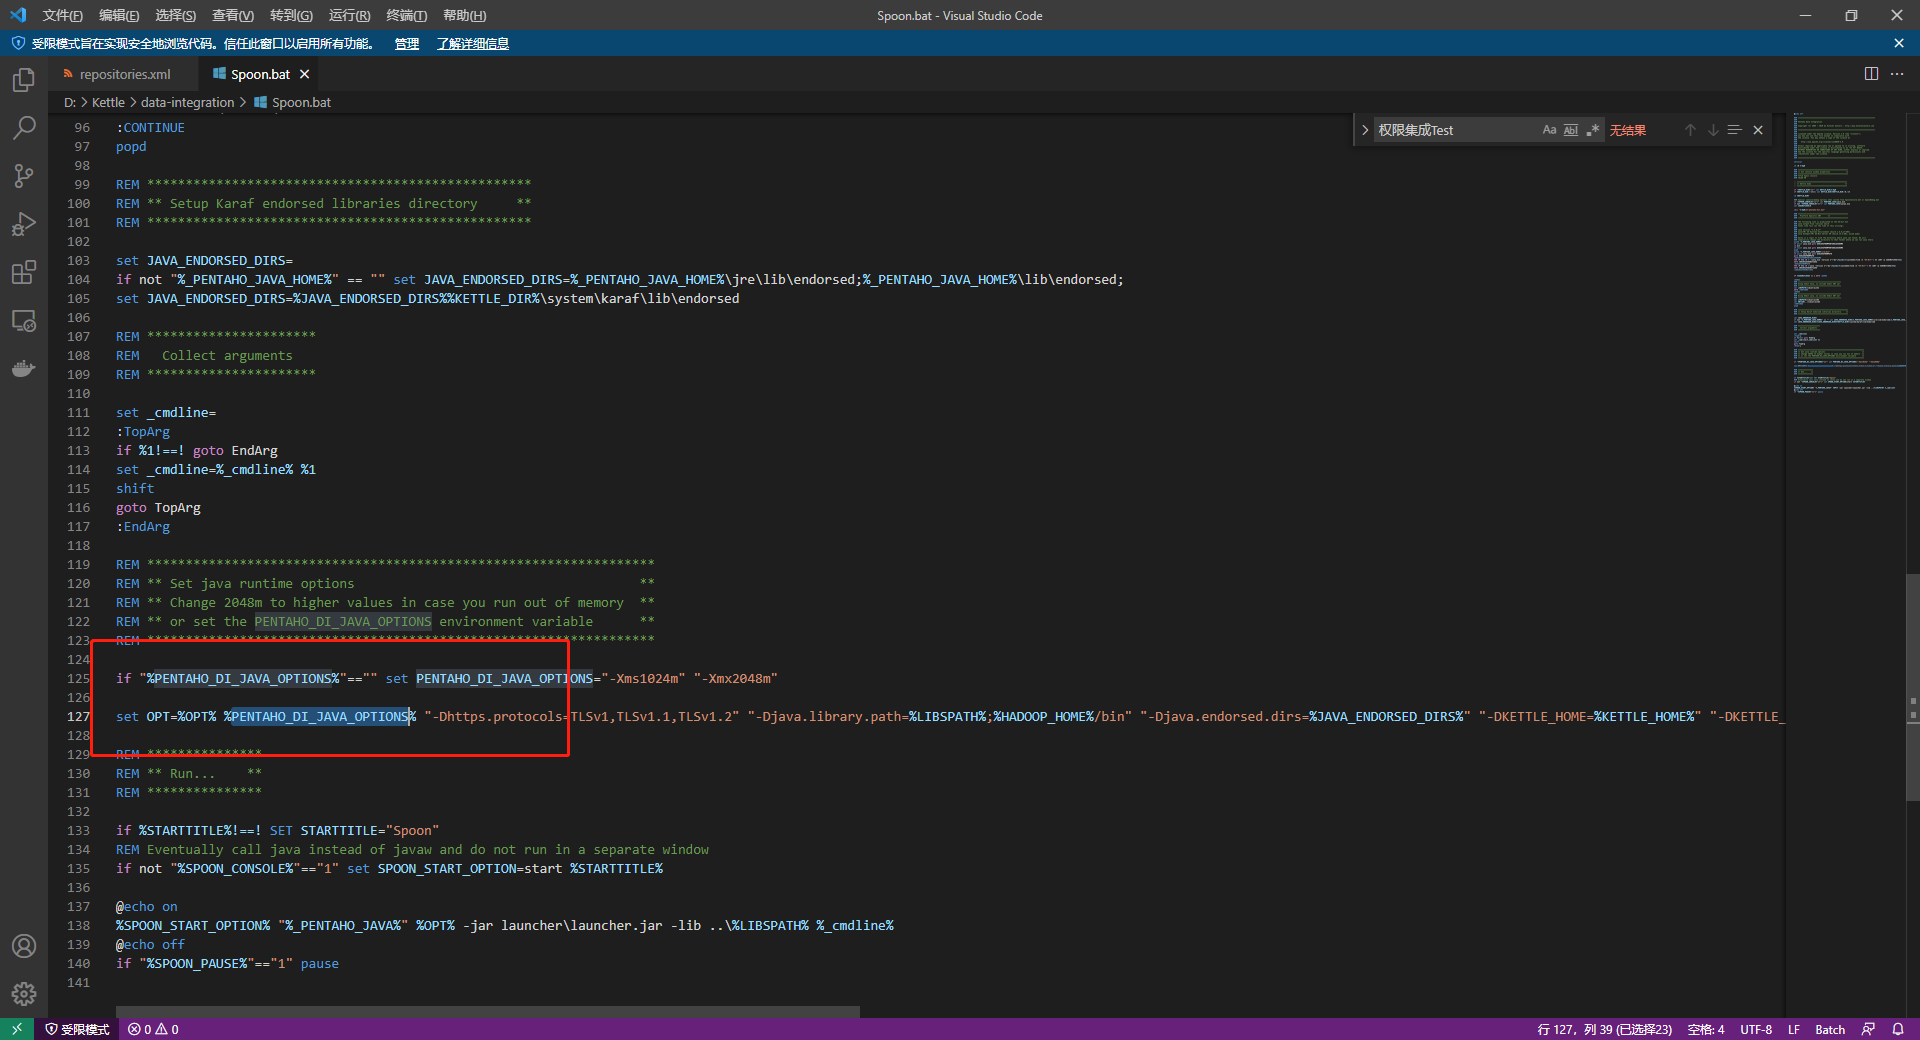 文件(F) 编辑(E) 选择(S) 查看(V) 转到(G) 运行(R) 终端(T) 帮助(H) Spoon.bat - Visual Studio Code
受限模式旨在实现安全地浏览代码。信任此窗口以启用所有功能。 管理 了解详细信息
repositories.xml Spoon.bat
D: > Kettle > data-integration > Spoon.bat
权限集成Test Aa Abl .* 无结果
96 :CONTINUE
97 popd
98
99 REM **************************************************
100 REM ** Setup Karaf endorsed libraries directory     **
101 REM **************************************************
102
103 set JAVA_ENDORSED_DIRS=
104 if not "%_PENTAHO_JAVA_HOME%" == "" set JAVA_ENDORSED_DIRS=%_PENTAHO_JAVA_HOME%\jre\lib\endorsed;%_PENTAHO_JAVA_HOME%\lib\endorsed;
105 set JAVA_ENDORSED_DIRS=%JAVA_ENDORSED_DIRS%%KETTLE_DIR%\system\karaf\lib\endorsed
106
107 REM **********************
108 REM   Collect arguments
109 REM **********************
110
111 set _cmdline=
112 :TopArg
113 if %1!==! goto EndArg
114 set _cmdline=%_cmdline% %1
115 shift
116 goto TopArg
117 :EndArg
118
119 REM ******************************************************************
120 REM ** Set java runtime options                                     **
121 REM ** Change 2048m to higher values in case you run out of memory  **
122 REM ** or set the PENTAHO_DI_JAVA_OPTIONS environment variable      **
123 REM ******************************************************************
124
125 if "%PENTAHO_DI_JAVA_OPTIONS%"=="" set PENTAHO_DI_JAVA_OPTIONS="-Xms1024m" "-Xmx2048m"
126
127 set OPT=%OPT% %PENTAHO_DI_JAVA_OPTIONS% "-Dhttps.protocols=TLSv1,TLSv1.1,TLSv1.2" "-Djava.library.path=%LIBSPATH%;%HADOOP_HOME%/bin" "-Djava.endorsed.dirs=%JAVA_ENDORSED_DIRS%" "-DKETTLE_HOME=%KETTLE_HOME%" "-DKETTLE_
128
129 REM ***************
130 REM ** Run...    **
131 REM ***************
132
133 if %STARTTITLE%!==! SET STARTTITLE="Spoon"
134 REM Eventually call java instead of javaw and do not run in a separate window
135 if not "%SPOON_CONSOLE%"=="1" set SPOON_START_OPTION=start %STARTTITLE%
136
137 @echo on
138 %SPOON_START_OPTION% "%_PENTAHO_JAVA%" %OPT% -jar launcher\launcher.jar -lib ..\%LIBSPATH% %_cmdline%
139 @echo off
140 if "%SPOON_PAUSE%"=="1" pause
141
受限模式 0 0 行 127，列 39 (已选择23) 空格: 4 UTF-8 LF Batch